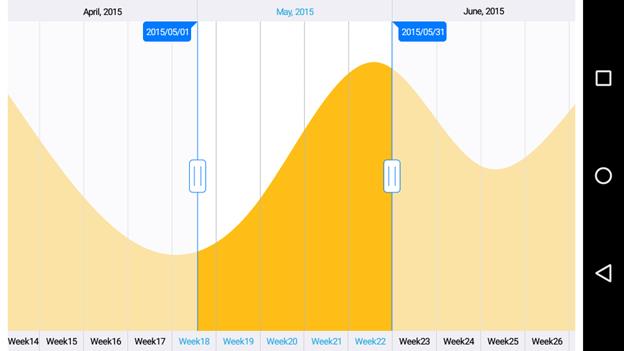 April, 2015 May, 2015 June, 2015
2015/05/01 2015/05/31
Week14 Week15 Week16 Week17 Week18 Week19 Week20 Week21 Week22 Week23 Week24 Week25 Week26